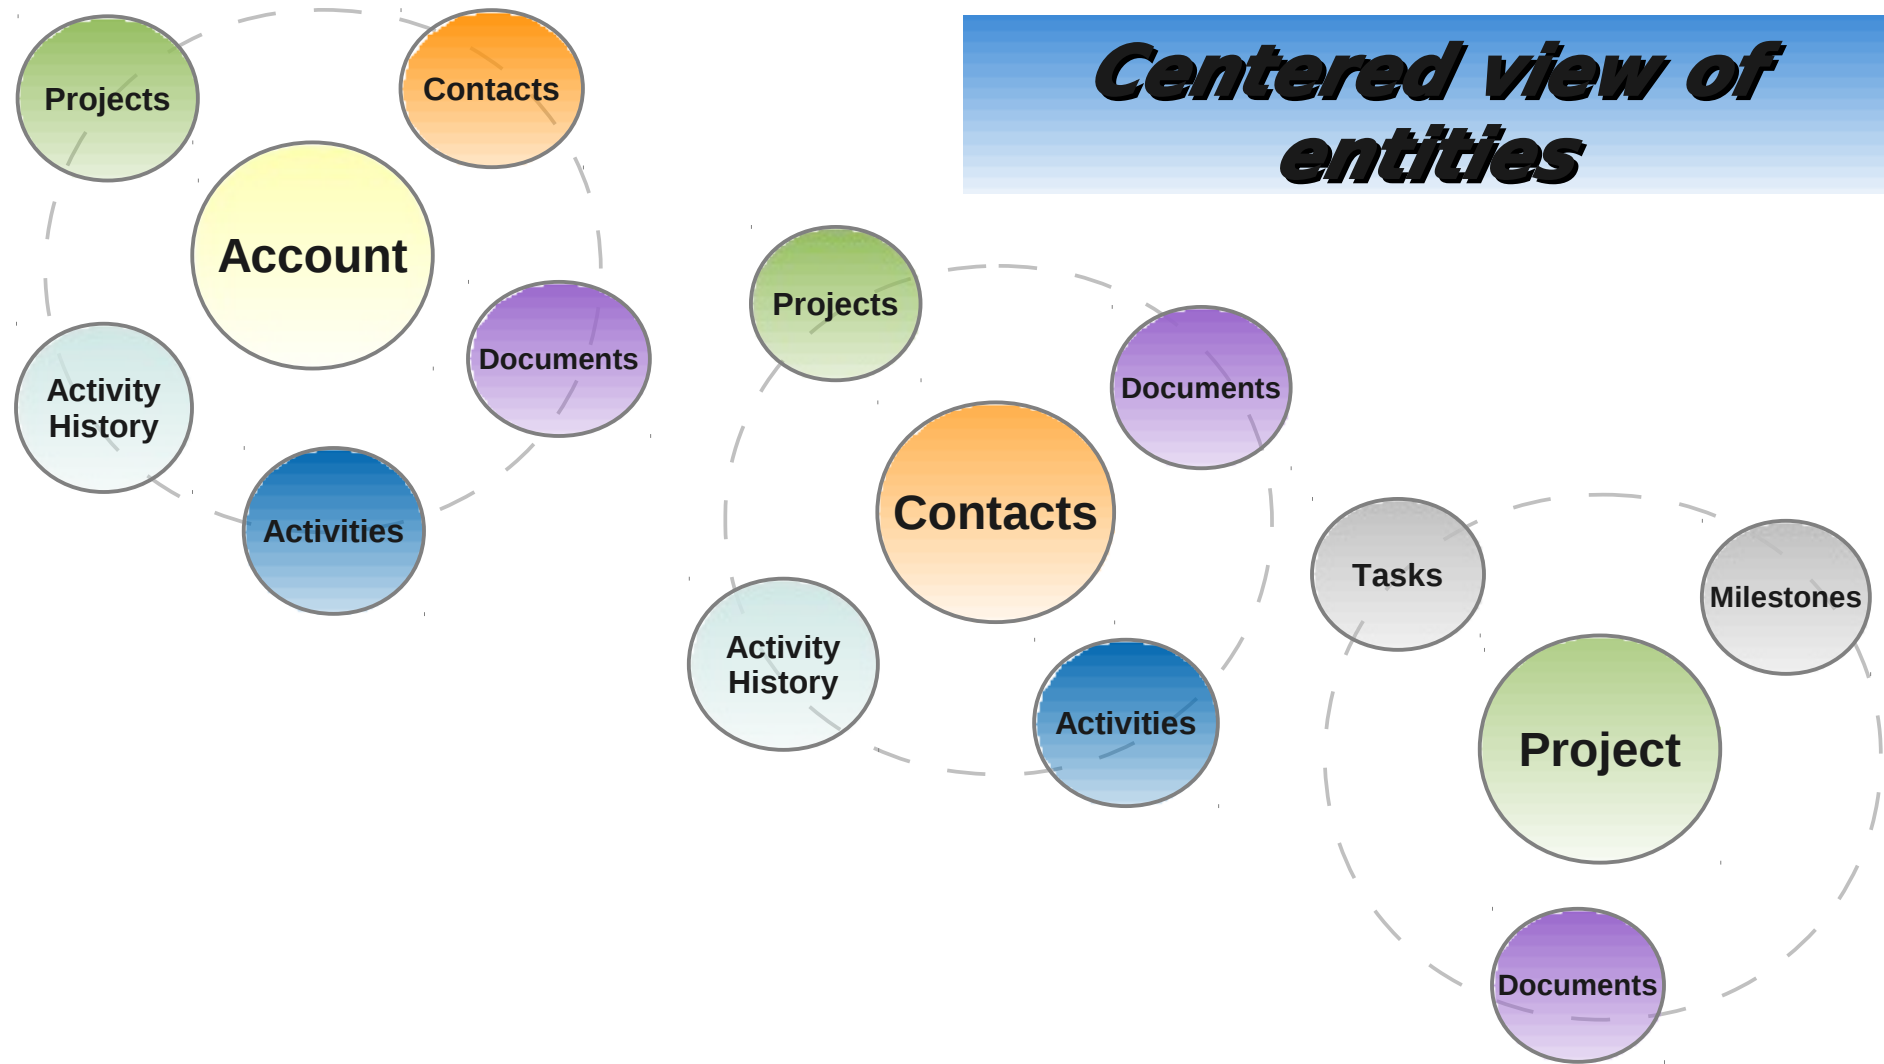 Centered view of
entities
Projects
Contacts
Account
Documents
Activity
History
Activities
Projects
Documents
Contacts
Activity
History
Activities
Tasks
Milestones
Project
Documents